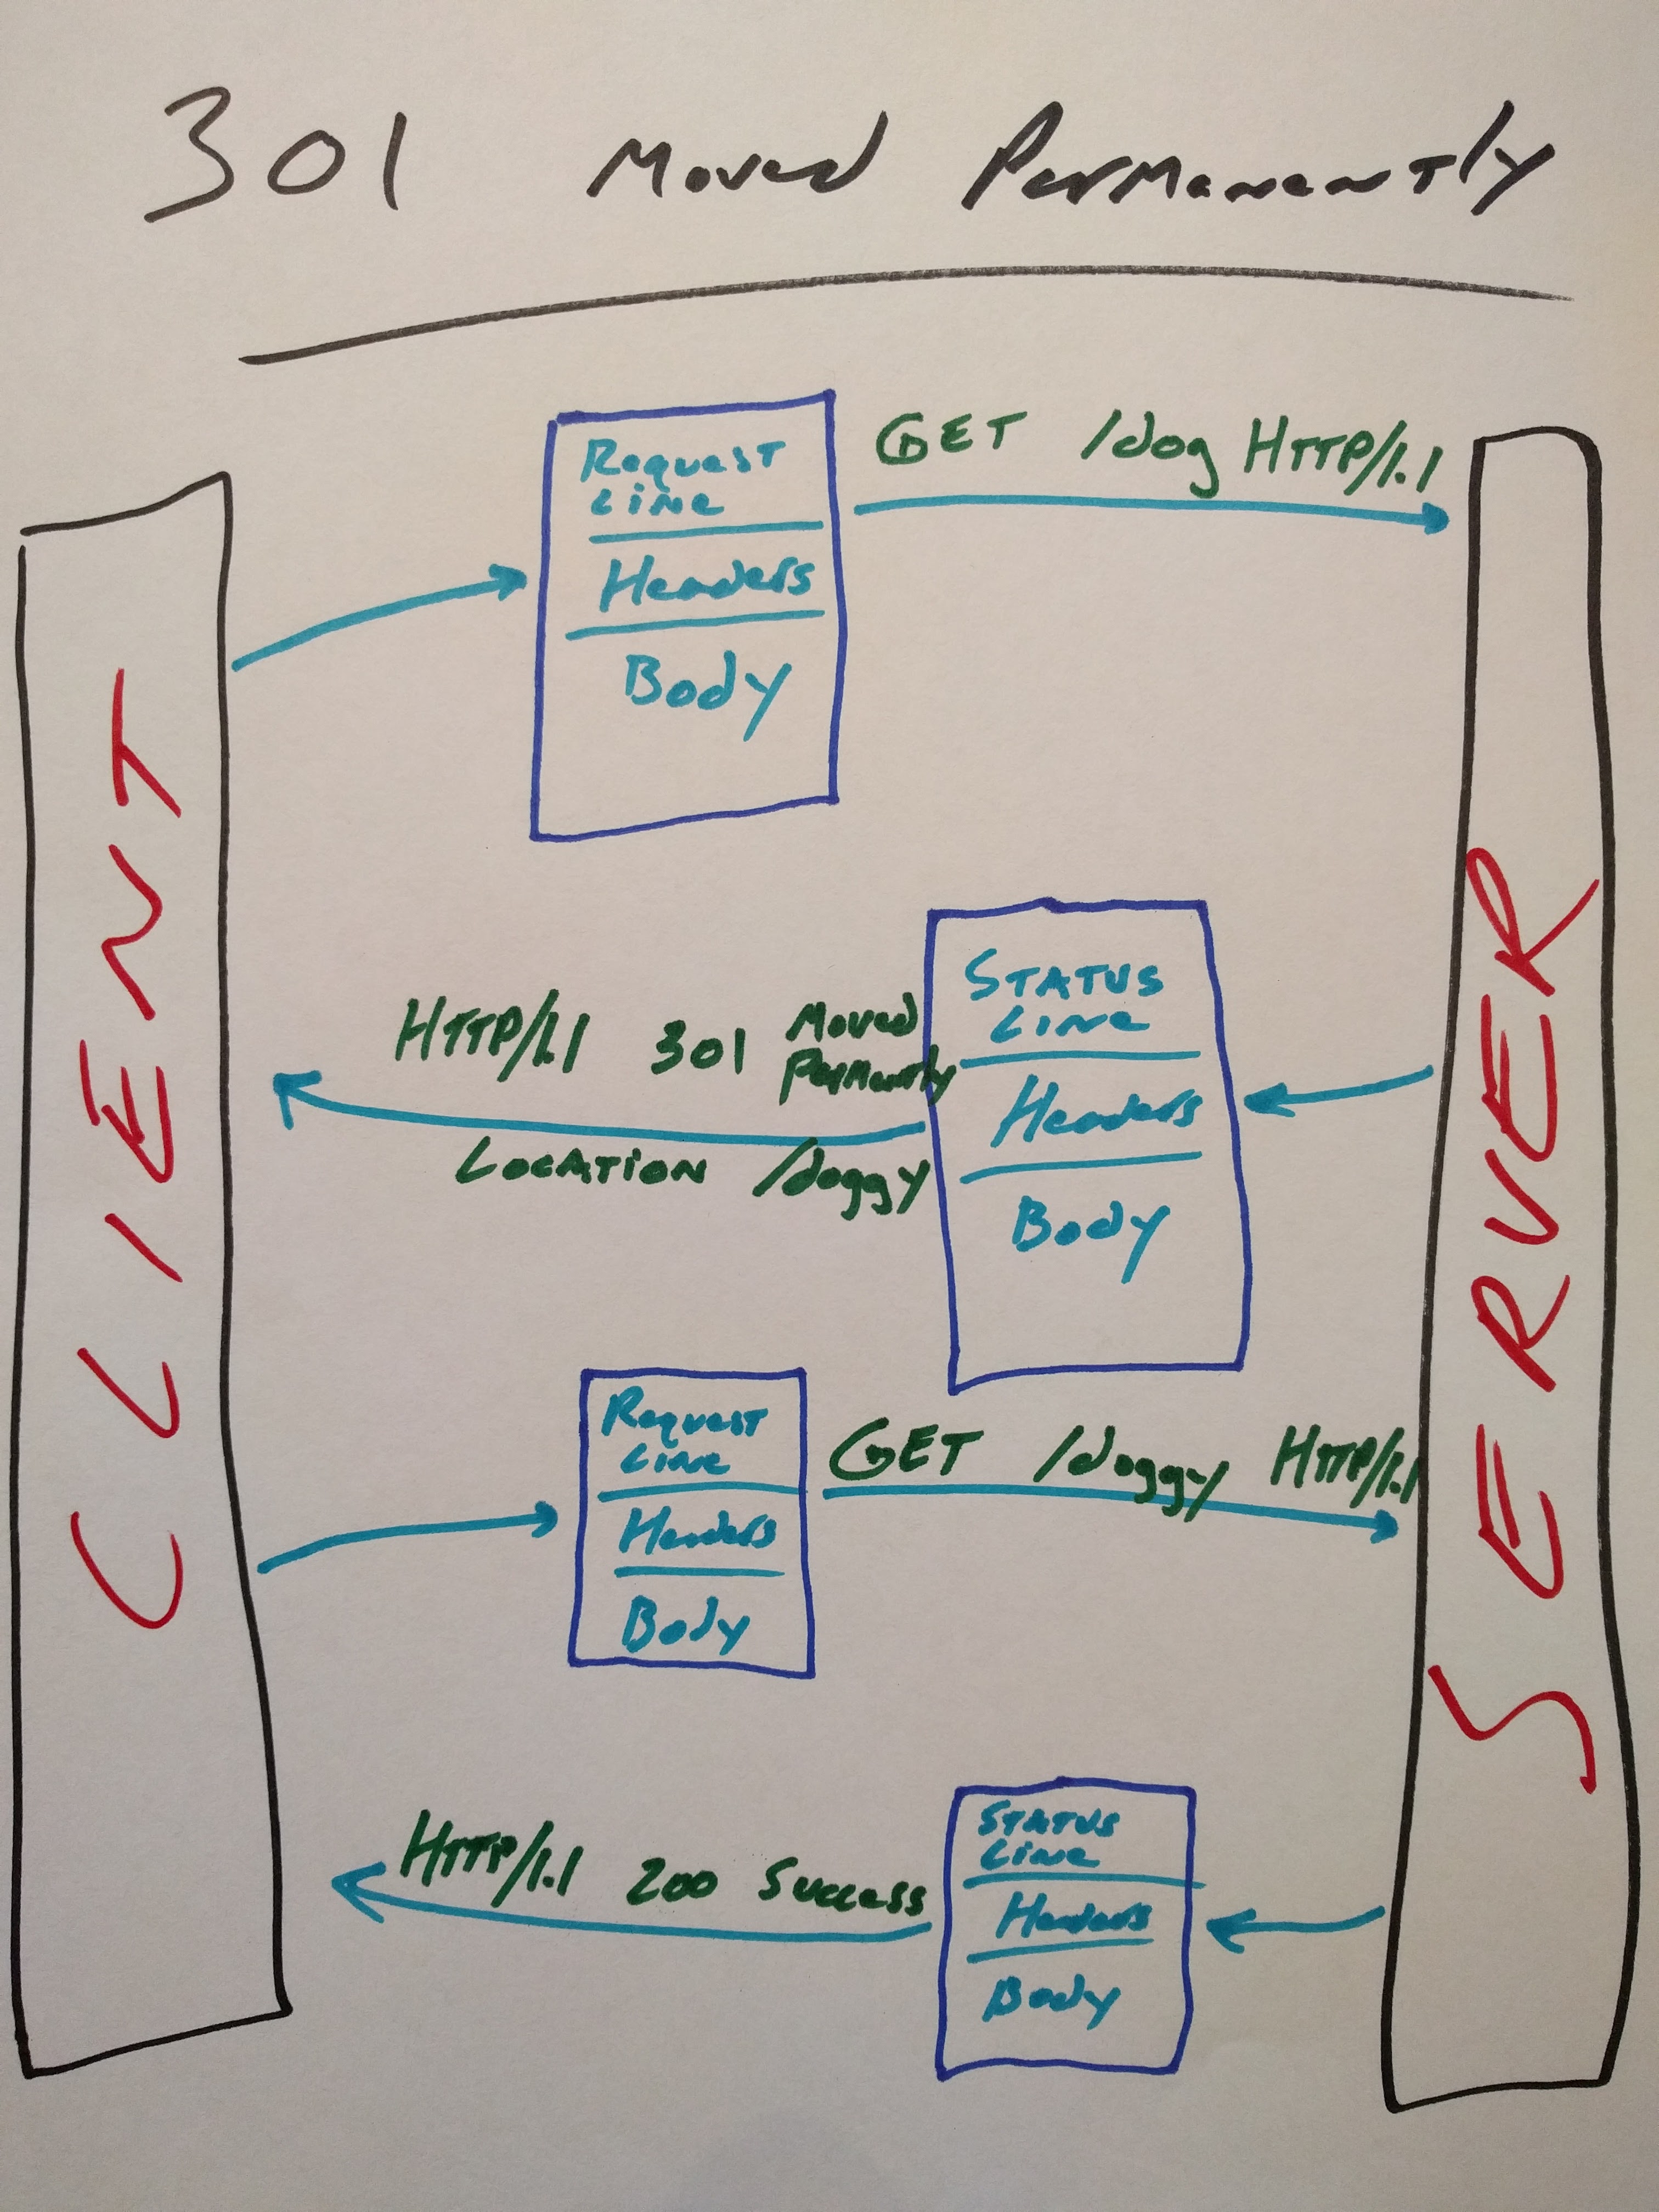 301 Moved Permanently
CLIENT
SERVER
Request
Line
Headers
Body
GET /dog HTTP/1.1
Status
Line
Headers
Body
HTTP/1.1 301 Moved
Permantly
Location /doggy
Request
Line
Headers
Body
GET /doggy HTTP/1.1
Status
Line
Headers
Body
HTTP/1.1 200 Success